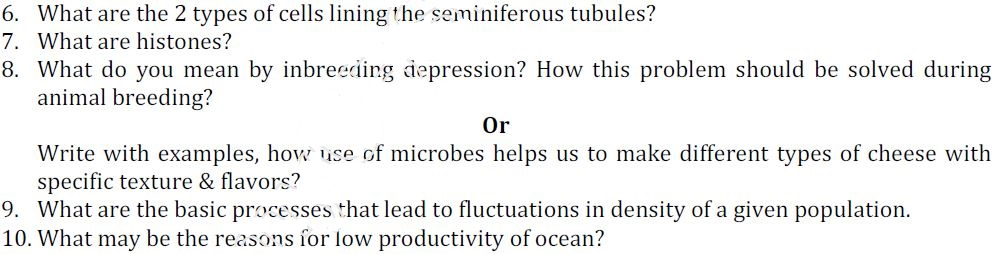 6. What are the 2 types of cells lining the seminiferous tubules?
7. What are histones?
8. What do you mean by inbreeding depression? How this problem should be solved during
animal breeding?
Or
Write with examples, how use of microbes helps us to make different types of cheese with
specific texture & flavors?
9. What are the basic processes that lead to fluctuations in density of a given population.
10. What may be the reasons for low productivity of ocean?